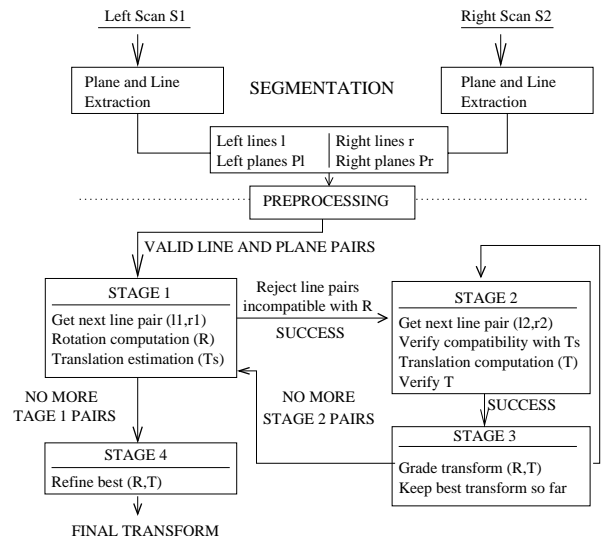 Left Scan S1
Right Scan S2
Plane and Line
Extraction
SEGMENTATION
Plane and Line
Extraction
Left lines l
Left planes Pl
Right lines r
Right planes Pr
PREPROCESSING
VALID LINE AND PLANE PAIRS
STAGE 1
Get next line pair (l1,r1)
Rotation computation (R)
Translation estimation (Ts)
Reject line pairs
incompatible with R
SUCCESS
STAGE 2
Get next line pair (l2,r2)
Verify compatibility with Ts
Translation computation (T)
Verify T
NO MORE
TAGE 1 PAIRS
NO MORE
STAGE 2 PAIRS
SUCCESS
STAGE 3
Grade transform (R,T)
Keep best transform so far
STAGE 4
Refine best (R,T)
FINAL TRANSFORM